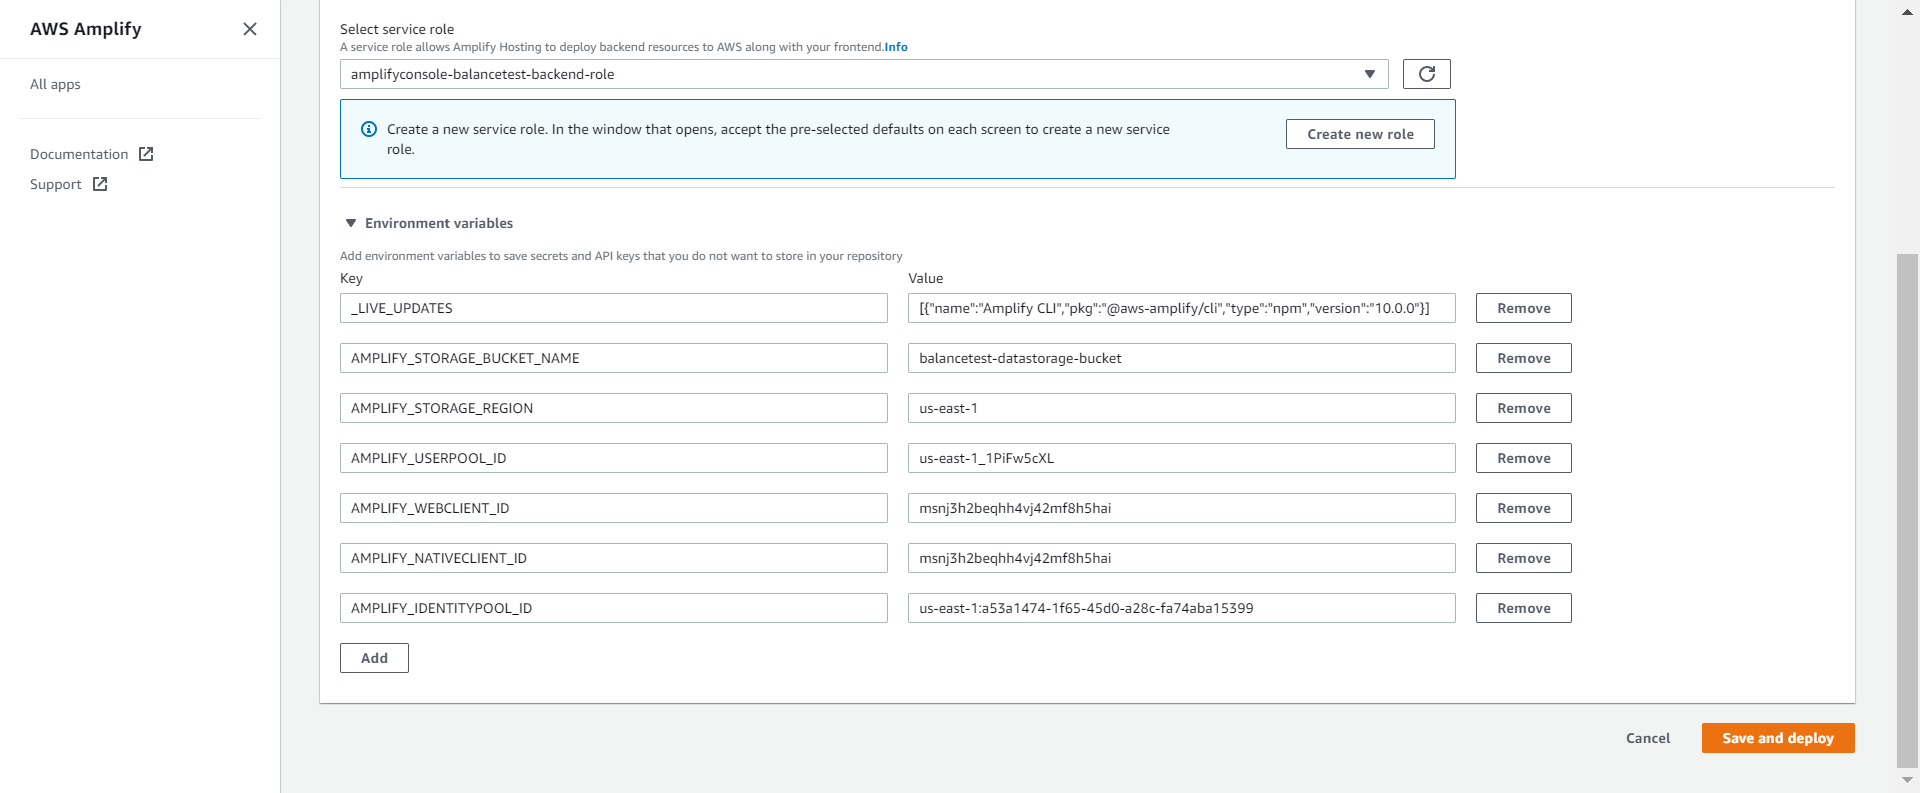 AWS Amplify
All apps
Documentation
Support
Select service role
A service role allows Amplify Hosting to deploy backend resources to AWS along with your frontend.Info
amplifyconsole-balancetest-backend-role
Create a new service role. In the window that opens, accept the pre-selected defaults on each screen to create a new service
role.
Create new role
Environment variables
Add environment variables to save secrets and API keys that you do not want to store in your repository
Key Value
_LIVE_UPDATES [{"name":"Amplify CLI","pkg":"@aws-amplify/cli","type":"npm","version":"10.0.0"}] Remove
AMPLIFY_STORAGE_BUCKET_NAME balancetest-datastorage-bucket Remove
AMPLIFY_STORAGE_REGION us-east-1 Remove
AMPLIFY_USERPOOL_ID us-east-1_1PiFw5cXL Remove
AMPLIFY_WEBCLIENT_ID msnj3h2beqhh4vj42mf8h5hai Remove
AMPLIFY_NATIVECLIENT_ID msnj3h2beqhh4vj42mf8h5hai Remove
AMPLIFY_IDENTITYPOOL_ID us-east-1:a53a1474-1f65-45d0-a28c-fa74aba15399 Remove
Add
Cancel Save and deploy